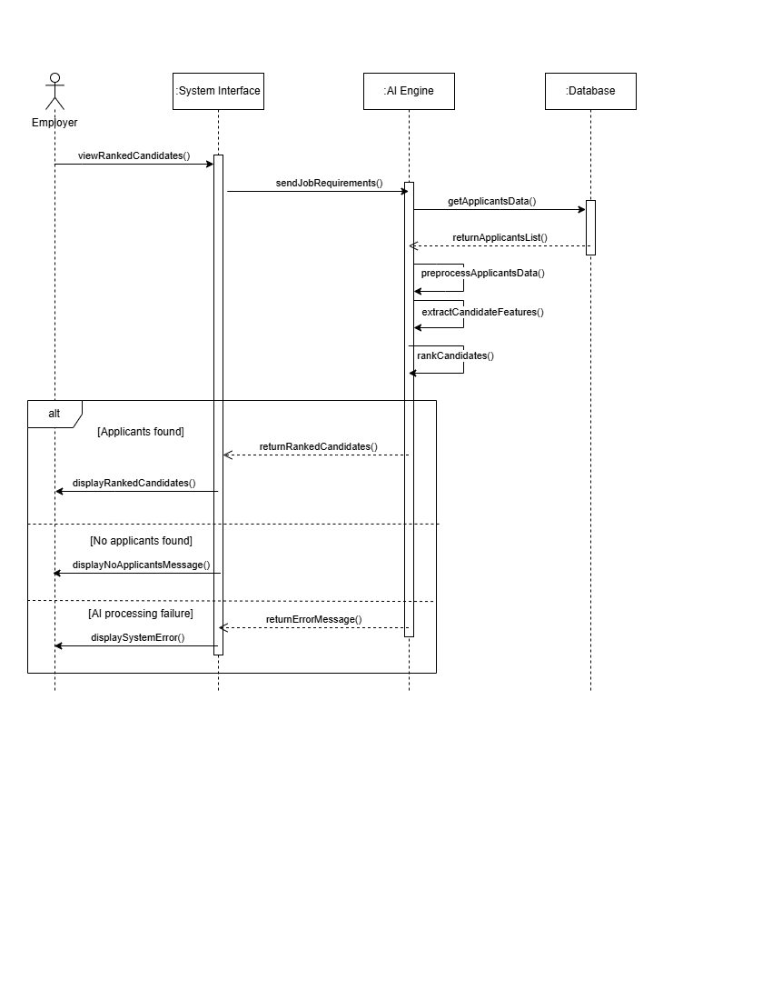 :System Interface
:AI Engine
:Database
Employer
viewRankedCandidates()
sendJobRequirements()
getApplicantsData()
returnApplicantsList()
preprocessApplicantsData()
extractCandidateFeatures()
rankCandidates()
alt
[Applicants found]
returnRankedCandidates()
displayRankedCandidates()
[No applicants found]
displayNoApplicantsMessage()
[AI processing failure]
returnErrorMessage()
displaySystemError()